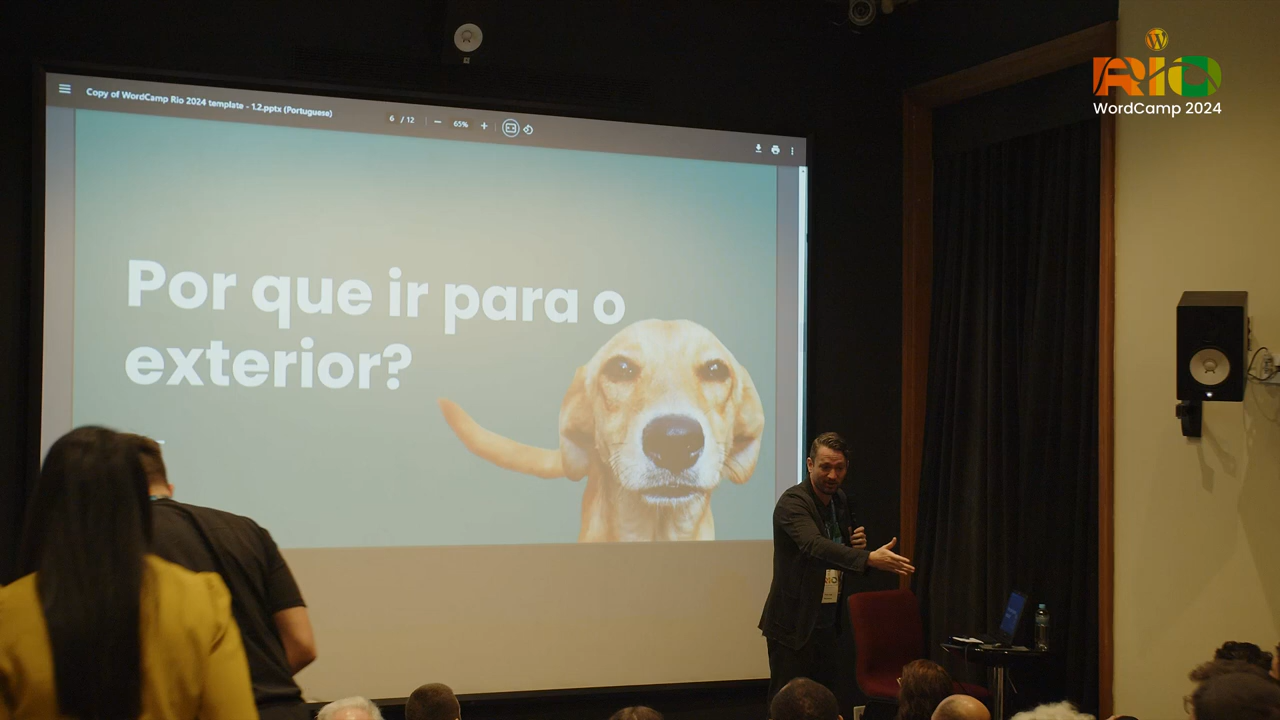 RIO
WordCamp 2024
Copy of WordCamp Rio 2024 template - 1.2.pptx (Portuguese)
6 / 12
65%
Por que ir para o
exterior?